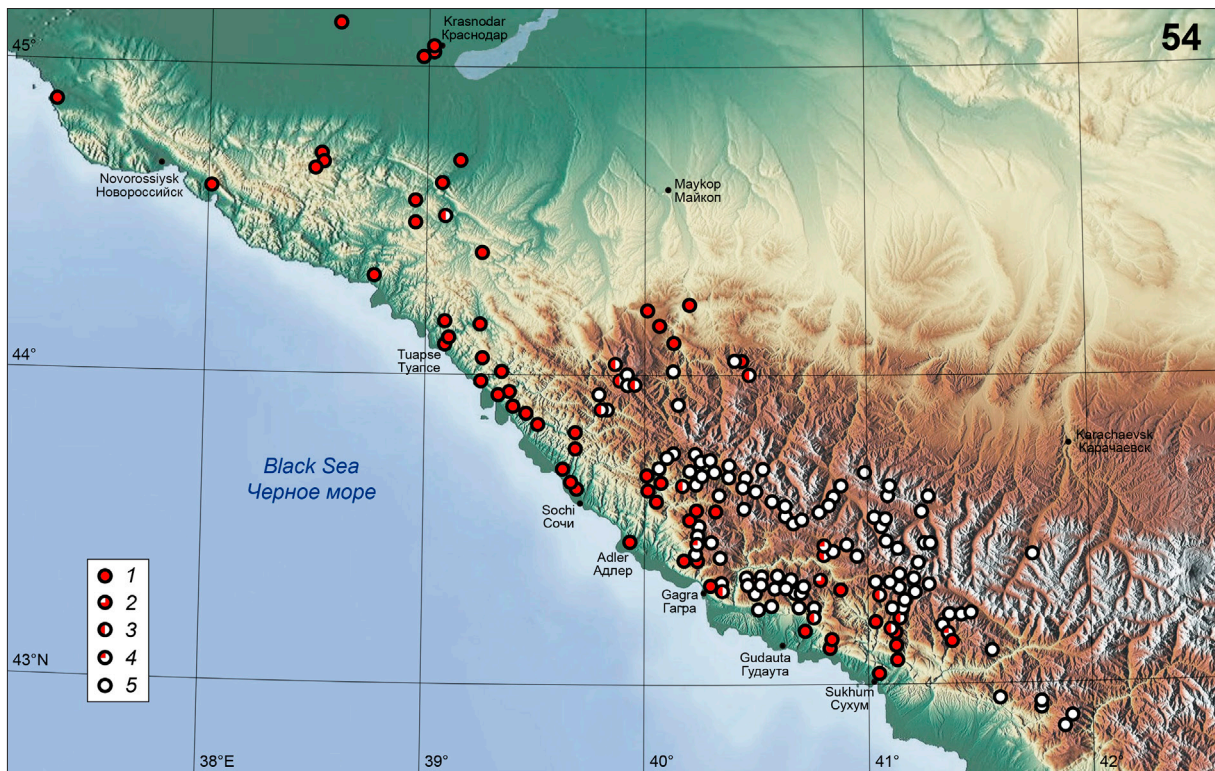 54
Krasnodar
Краснодар
45°
Novorossiysk
Новороссийск
Maykop
Майкоп
44°
Tuapse
Туапсе
Karachaevsk
Карачаевск
Black Sea
Черное море
Sochi
Сочи
Adler
Адлер
Gagra
Гагра
1
2
3
4
5
Gudauta
Гудаута
43°N
Sukhum
Сухум
38°E
39°
40°
41°
42°